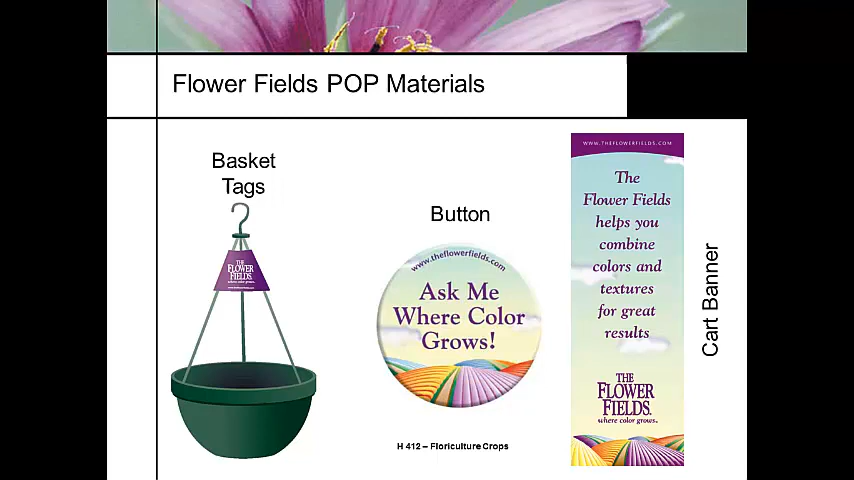 Flower Fields POP Materials
Basket
Tags
THE
FLOWER
FIELDS.
where color grows.
Button
www.theflowerfields.com
Ask Me
Where Color
Grows!
WWW.THEFLOWERFIELDS.COM
The
Flower Fields
helps you
combine
colors and
textures
for great
results
THE
FLOWER
FIELDS.
where color grows.
Cart Banner
H 412 – Floriculture Crops